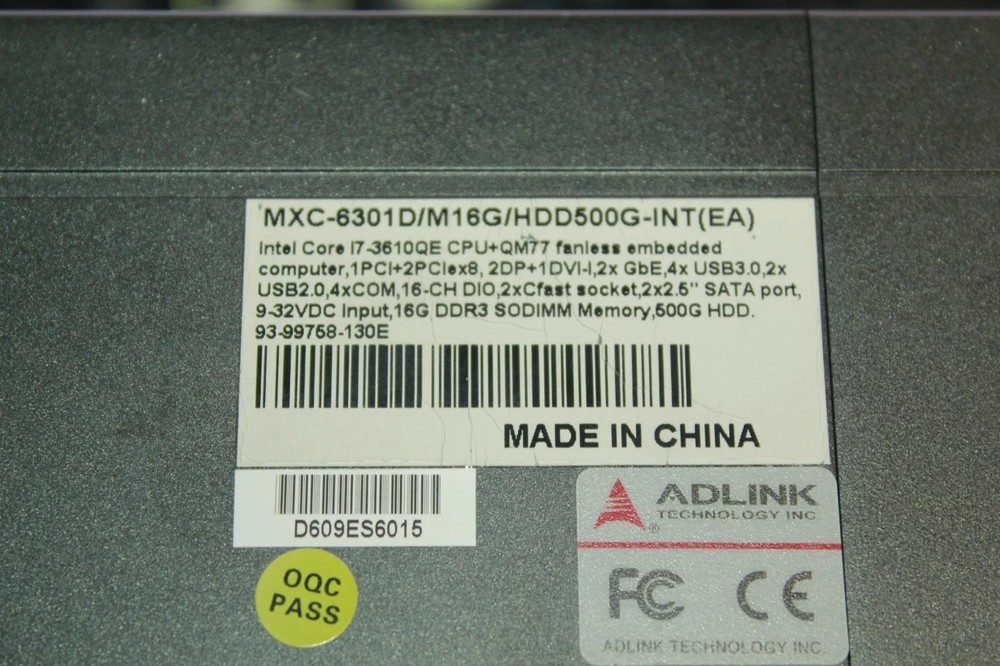 MXC-6301D/M16G/HDD500G-INT(EA)
Intel Core i7-3610QE CPU+QM77 fanless embedded
computer,1PCI+2PCIex8, 2DP+1DVI-I,2x GbE,4x USB3.0,2x
USB2.0,4xCOM,16-CH DIO,2xCfast socket,2x2.5" SATA port,
9-32VDC Input,16G DDR3 SODIMM Memory,500G HDD.
93-99758-130E
MADE IN CHINA
D609ES6015
OQC
PASS
ADLINK
TECHNOLOGY INC.
®
FC CE
ADLINK TECHNOLOGY INC.